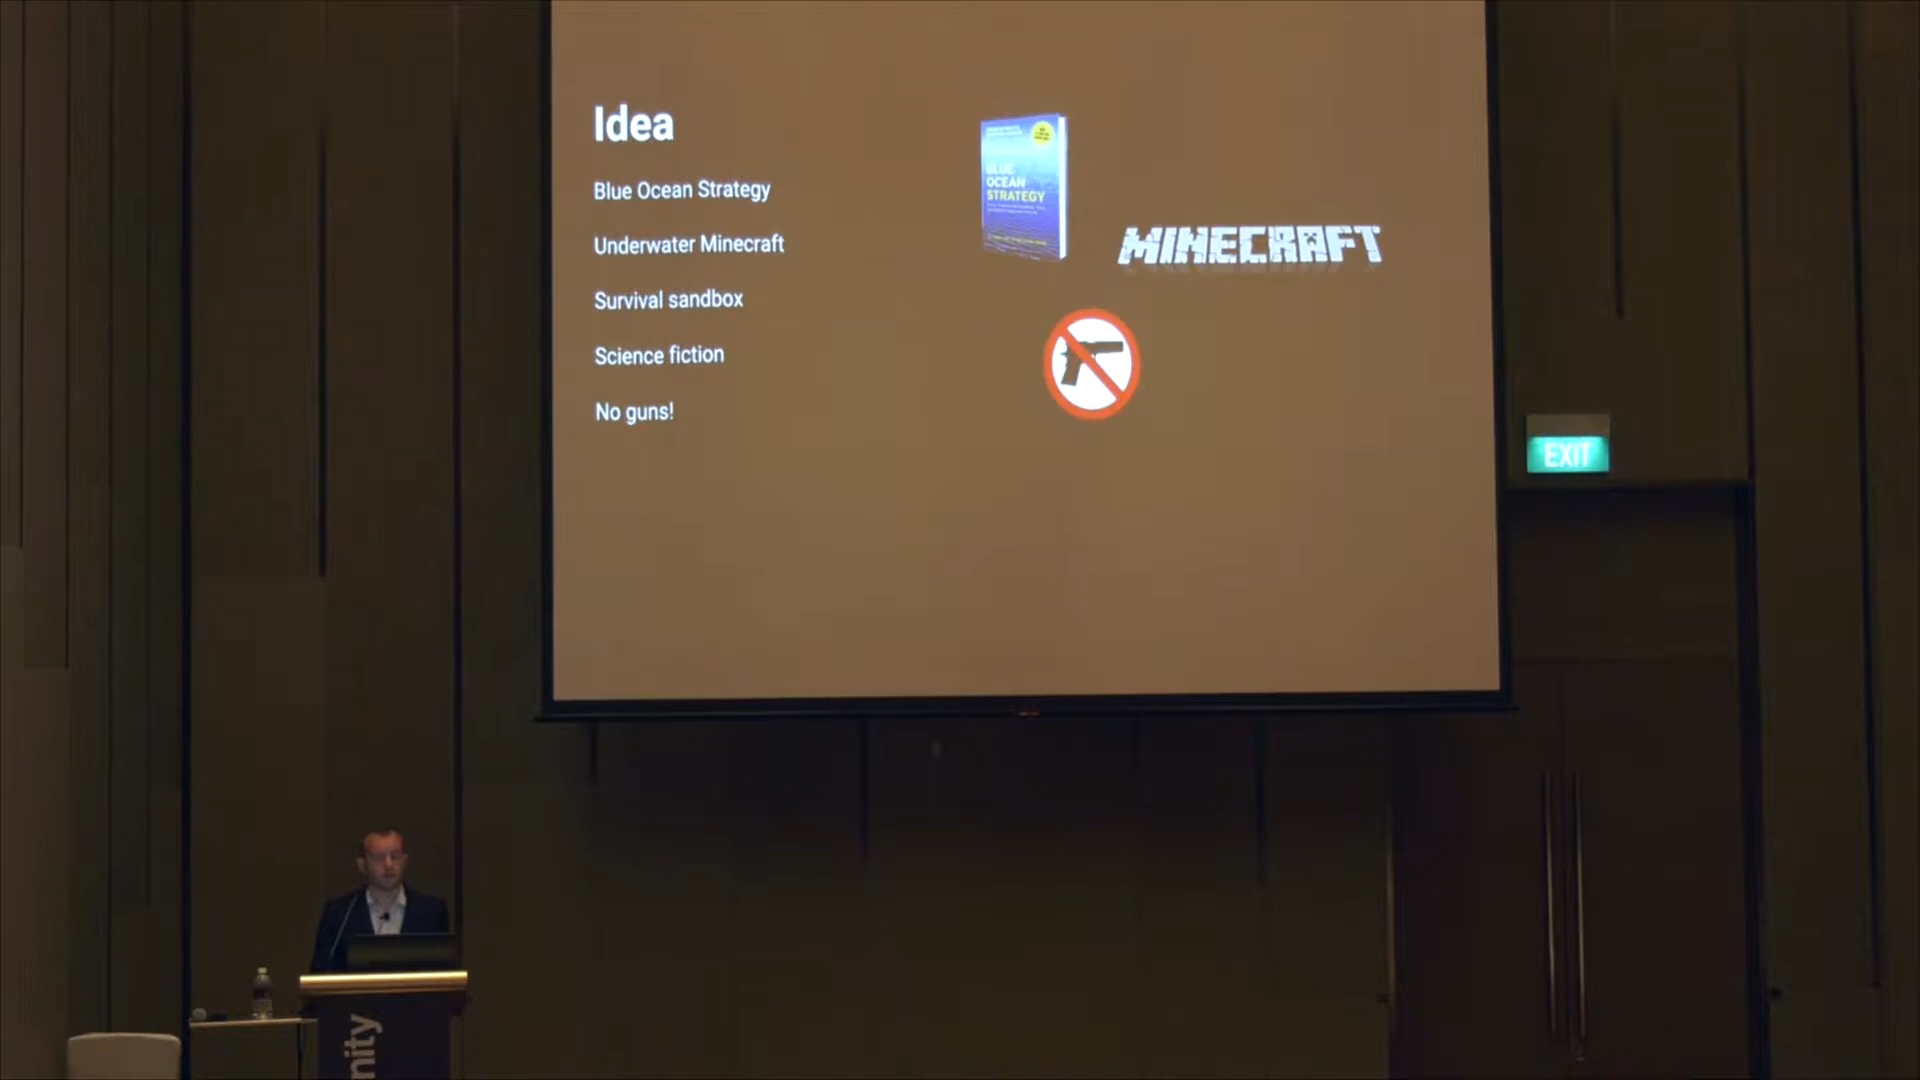 Idea
Blue Ocean Strategy
Underwater Minecraft
Survival sandbox
Science fiction
No guns!
BLUE
OCEAN
STRATEGY
MINECRAFT
EXIT
nity